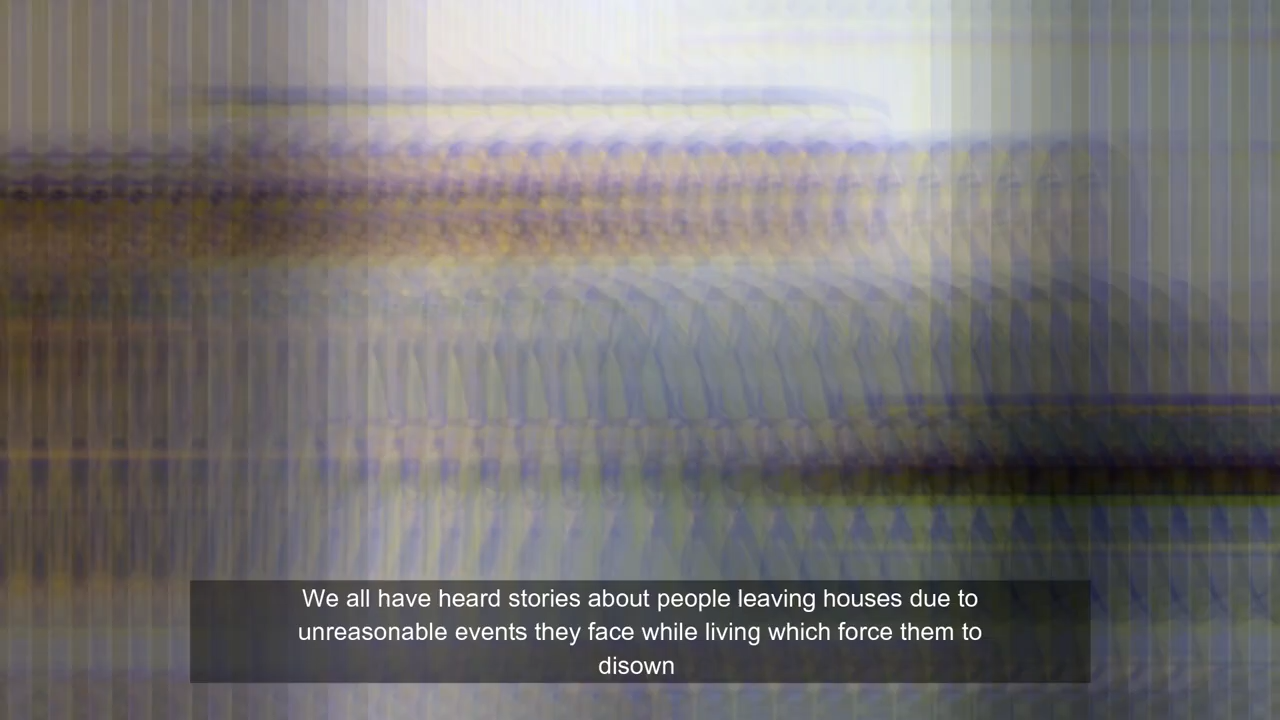 We all have heard stories about people leaving houses due to
unreasonable events they face while living which force them to
disown